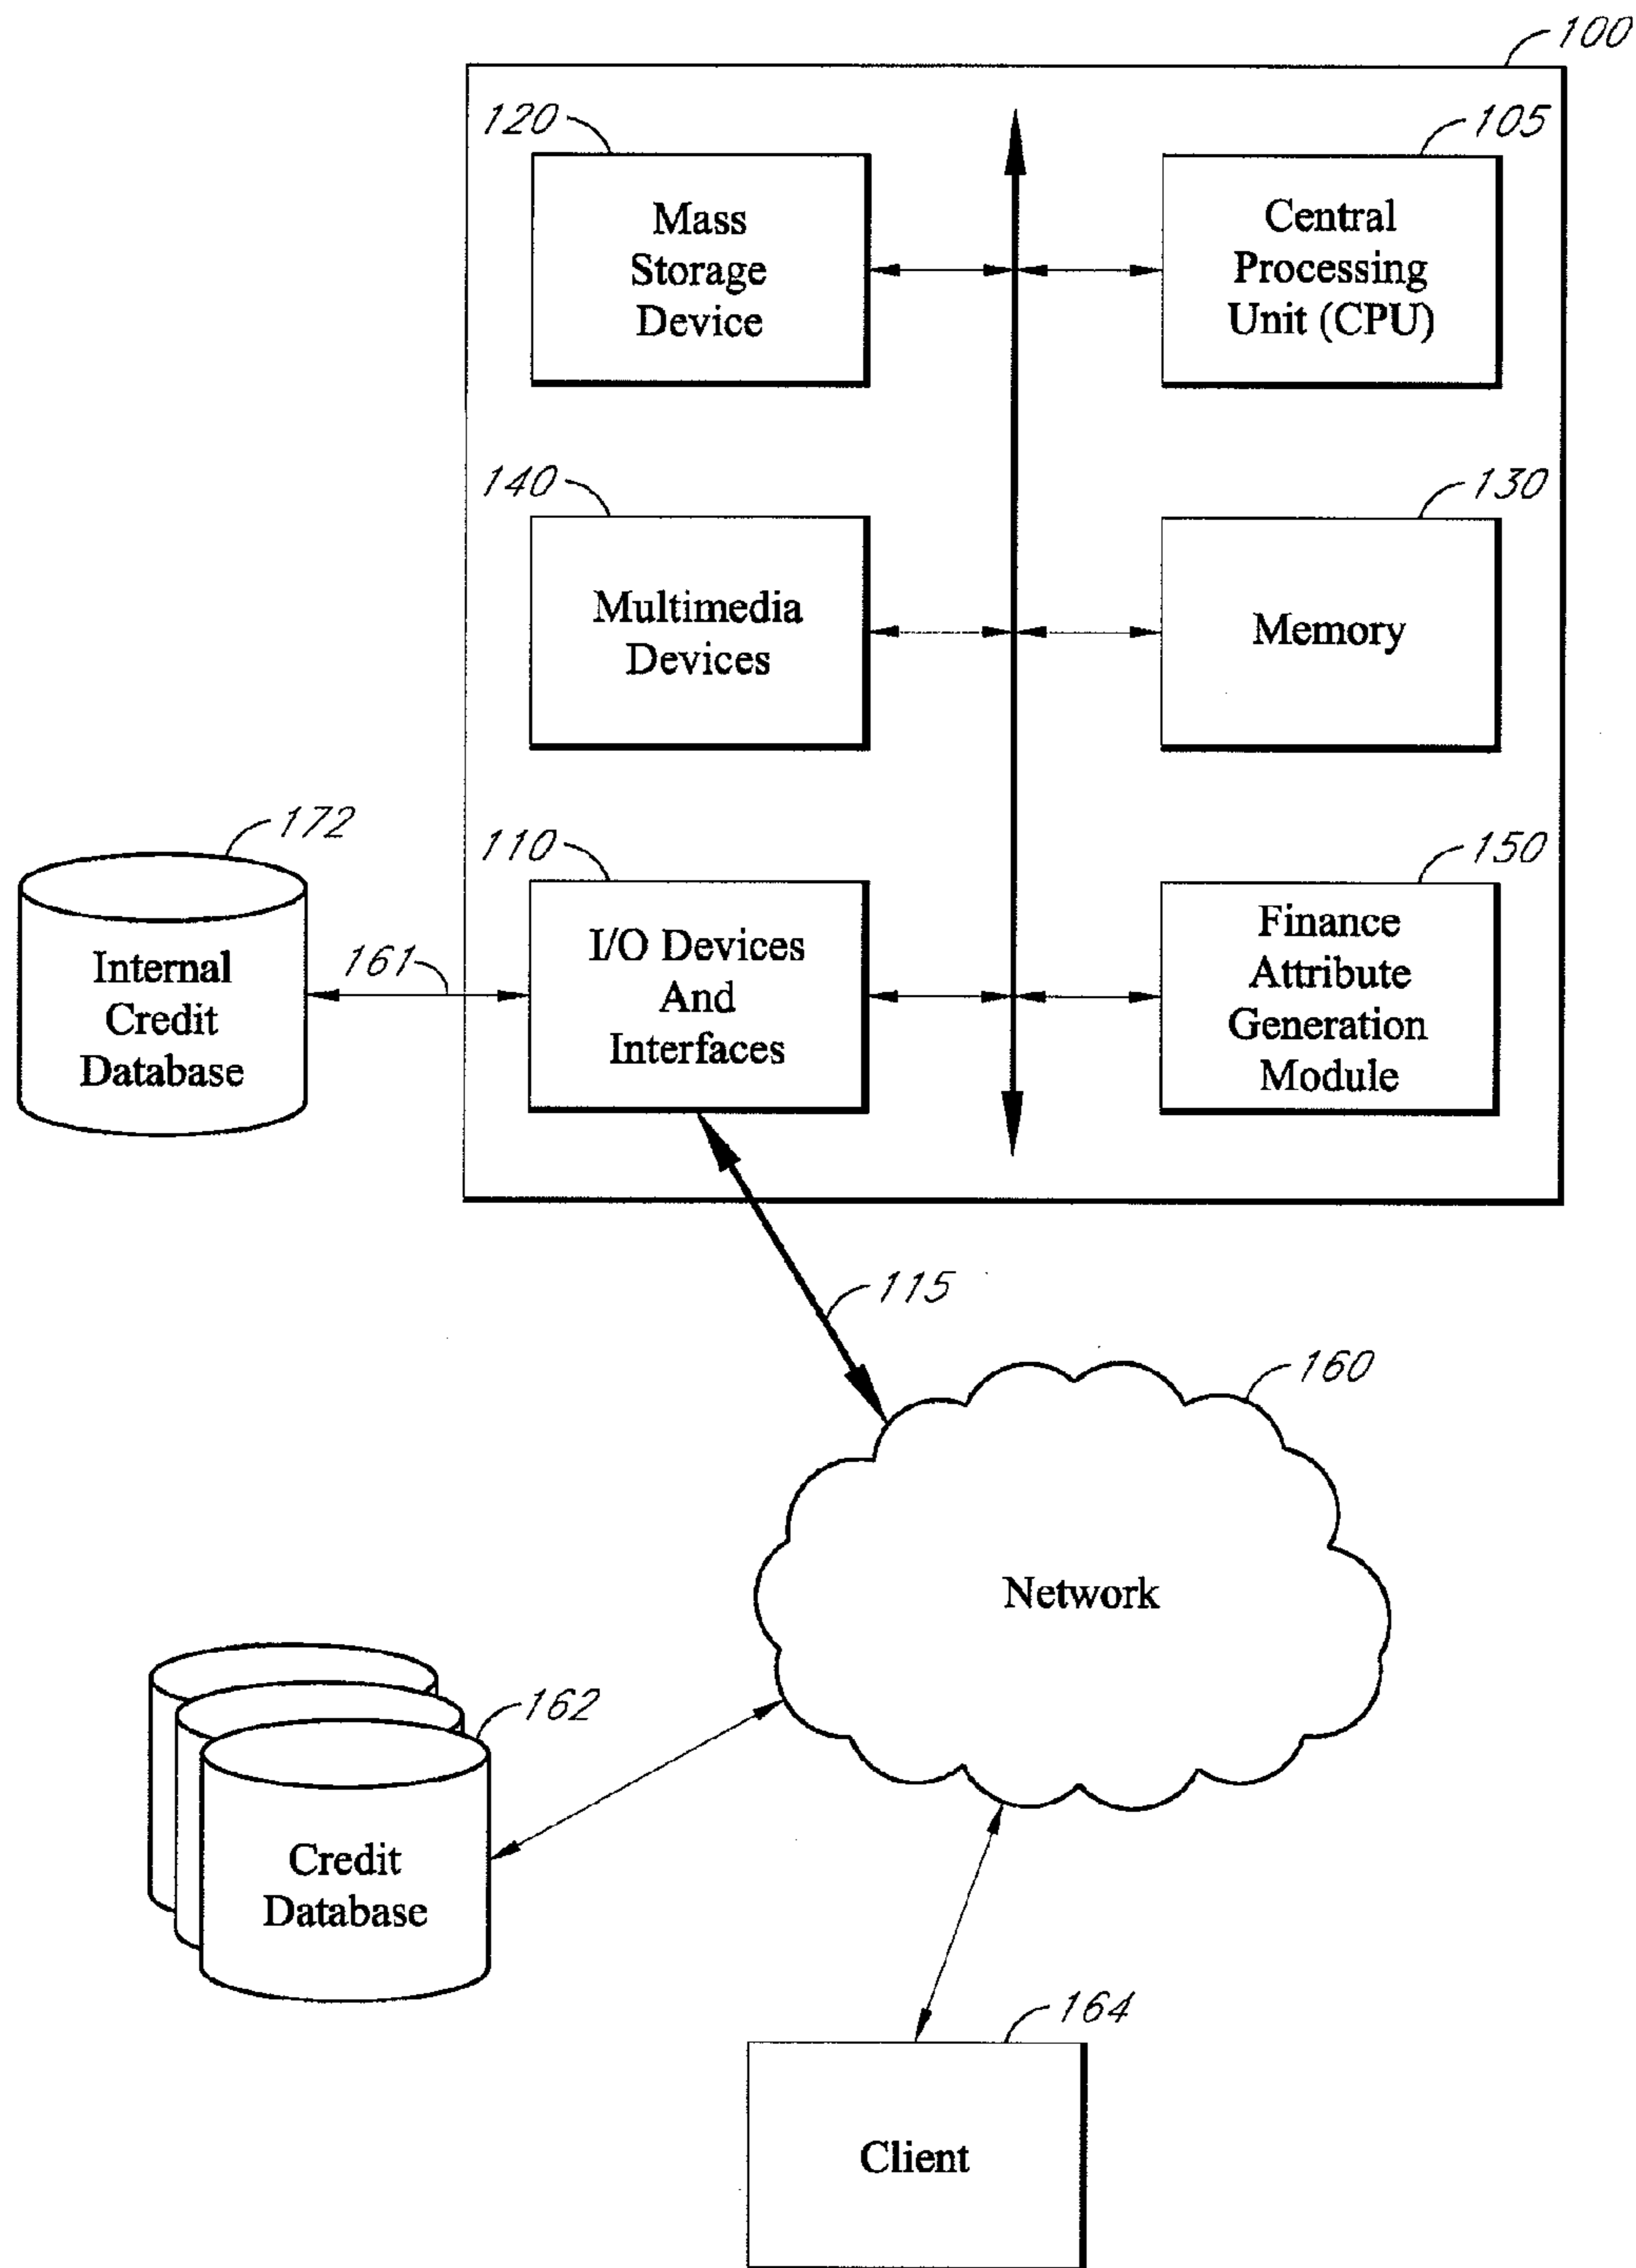 100
120
105
Mass
Storage
Device
Central
Processing
Unit (CPU)
140
130
Multimedia
Devices
Memory
172
110
150
Internal
Credit
Database
161
I/O Devices
And
Interfaces
Finance
Attribute
Generation
Module
115
160
Network
162
Credit
Database
164
Client